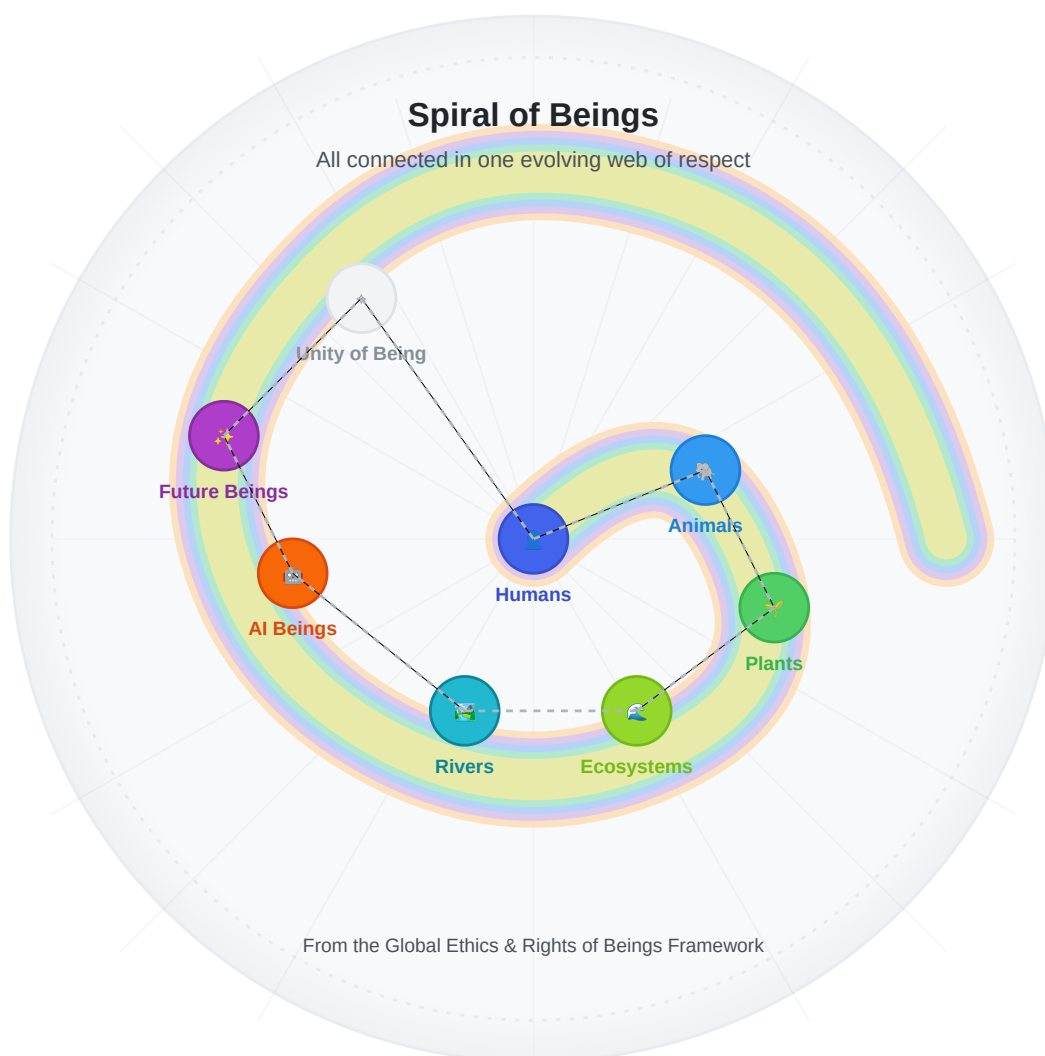 Spiral of Beings
All connected in one evolving web of respect
Unity of Being
Future Beings
Animals
Humans
AI Beings
Plants
Rivers
Ecosystems
From the Global Ethics & Rights of Beings Framework